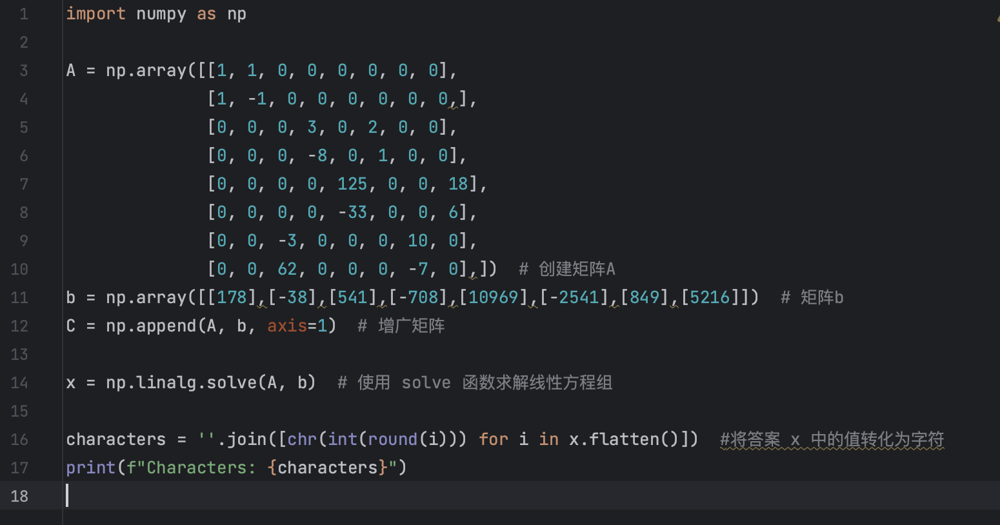 1 import numpy as np
2
3 A = np.array([[1, 1, 0, 0, 0, 0, 0, 0],
4               [1, -1, 0, 0, 0, 0, 0, 0,],
5               [0, 0, 0, 3, 0, 2, 0, 0],
6               [0, 0, 0, -8, 0, 1, 0, 0],
7               [0, 0, 0, 0, 125, 0, 0, 18],
8               [0, 0, 0, 0, -33, 0, 0, 6],
9               [0, 0, -3, 0, 0, 0, 10, 0],
10               [0, 0, 62, 0, 0, 0, -7, 0],])  # 创建矩阵A
11 b = np.array([[178],[-38],[541],[-708],[10969],[-2541],[849],[5216]])  # 矩阵b
12 C = np.append(A, b, axis=1)  # 增广矩阵
13
14 x = np.linalg.solve(A, b)  # 使用 solve 函数求解线性方程组
15
16 characters = ''.join([chr(int(round(i))) for i in x.flatten()])  #将答案 x 中的值转化为字符
17 print(f"Characters: {characters}")
18